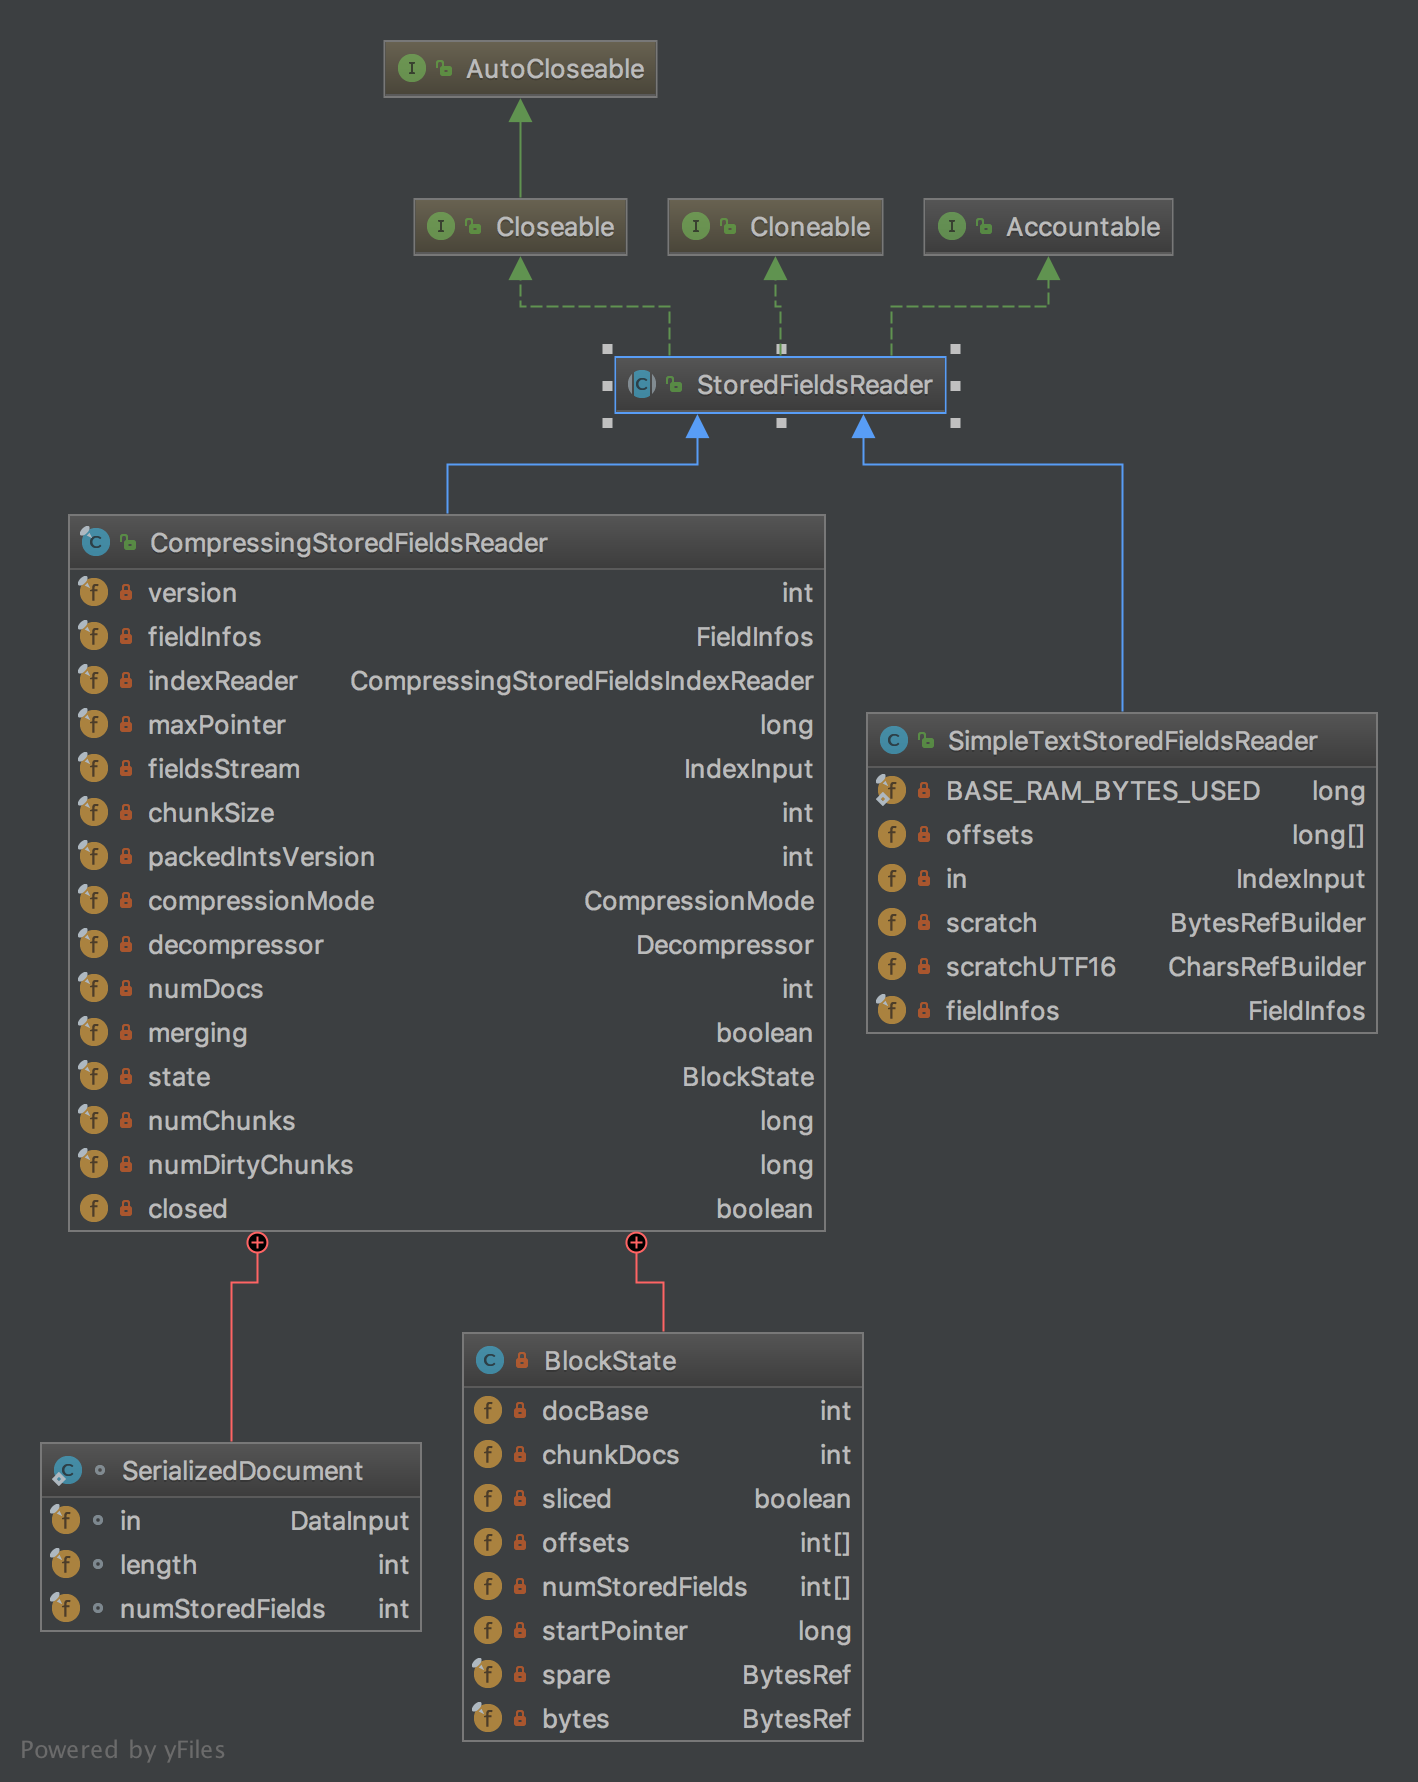 AutoCloseable
Closeable
Cloneable
Accountable
StoredFieldsReader
CompressingStoredFieldsReader
version int
fieldInfos FieldInfos
indexReader CompressingStoredFieldsIndexReader
maxPointer long
fieldsStream IndexInput
chunkSize int
packedIntsVersion int
compressionMode CompressionMode
decompressor Decompressor
numDocs int
merging boolean
state BlockState
numChunks long
numDirtyChunks long
closed boolean
SimpleTextStoredFieldsReader
BASE_RAM_BYTES_USED long
offsets long[]
in IndexInput
scratch BytesRefBuilder
scratchUTF16 CharsRefBuilder
fieldInfos FieldInfos
BlockState
docBase int
chunkDocs int
sliced boolean
offsets int[]
numStoredFields int[]
startPointer long
spare BytesRef
bytes BytesRef
SerializedDocument
in DataInput
length int
numStoredFields int
Powered by yFiles